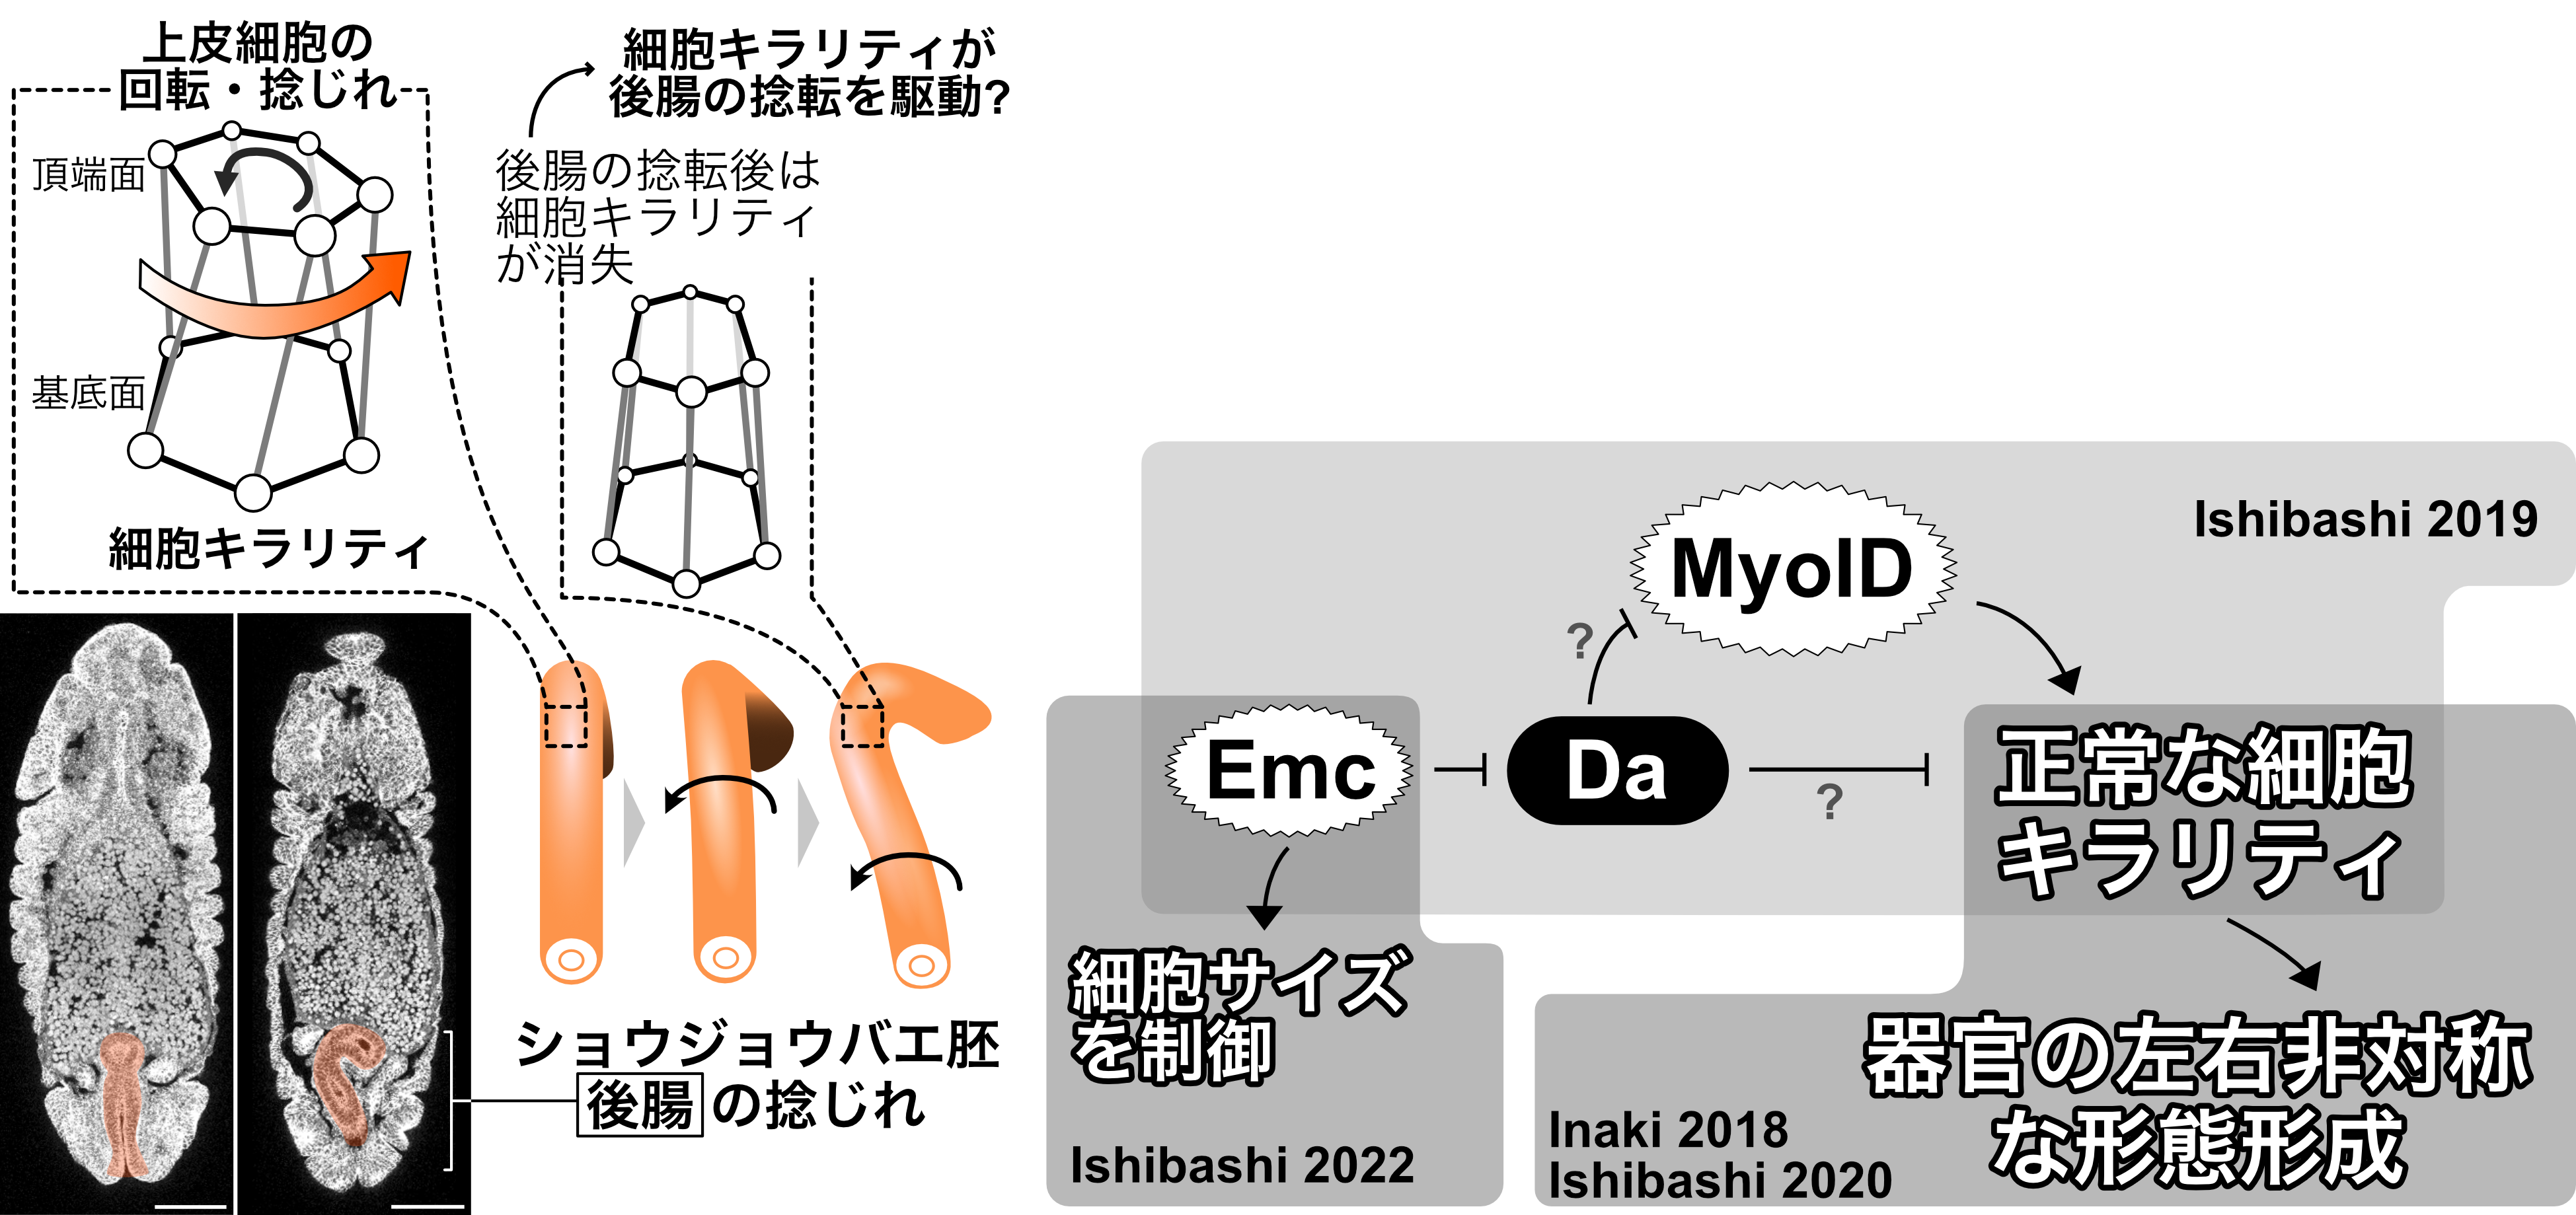 上皮細胞の
回転・捻じれ
頂端面
基底面
細胞キラリティ
細胞キラリティが
後腸の捻転を駆動?
後腸の捻転後は
細胞キラリティ
が消失
ショウジョウバエ胚
後腸の捻じれ
Ishibashi 2019
MyoID
?
Emc
Da
?
正常な細胞
キラリティ
細胞サイズ
を制御
Ishibashi 2022
器官の左右非対称
な形態形成
Inaki 2018
Ishibashi 2020